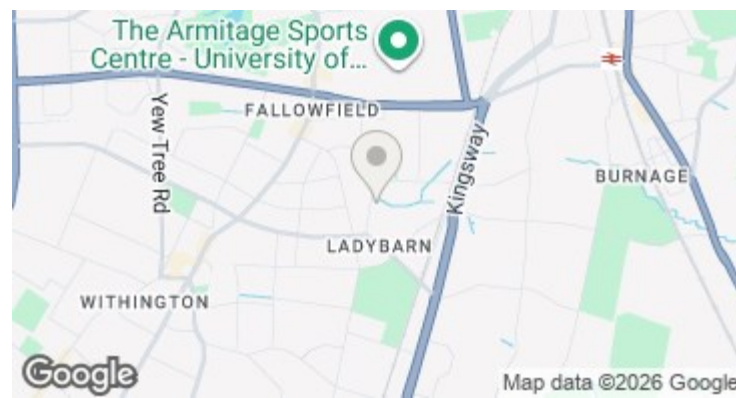 The Armitage Sports
Centre - University of...
FALLOWFIELD
Yew Tree Rd
Kingsway
BURNAGE
LADYBARN
WITHINGTON
Google
Map data ©2026 Google